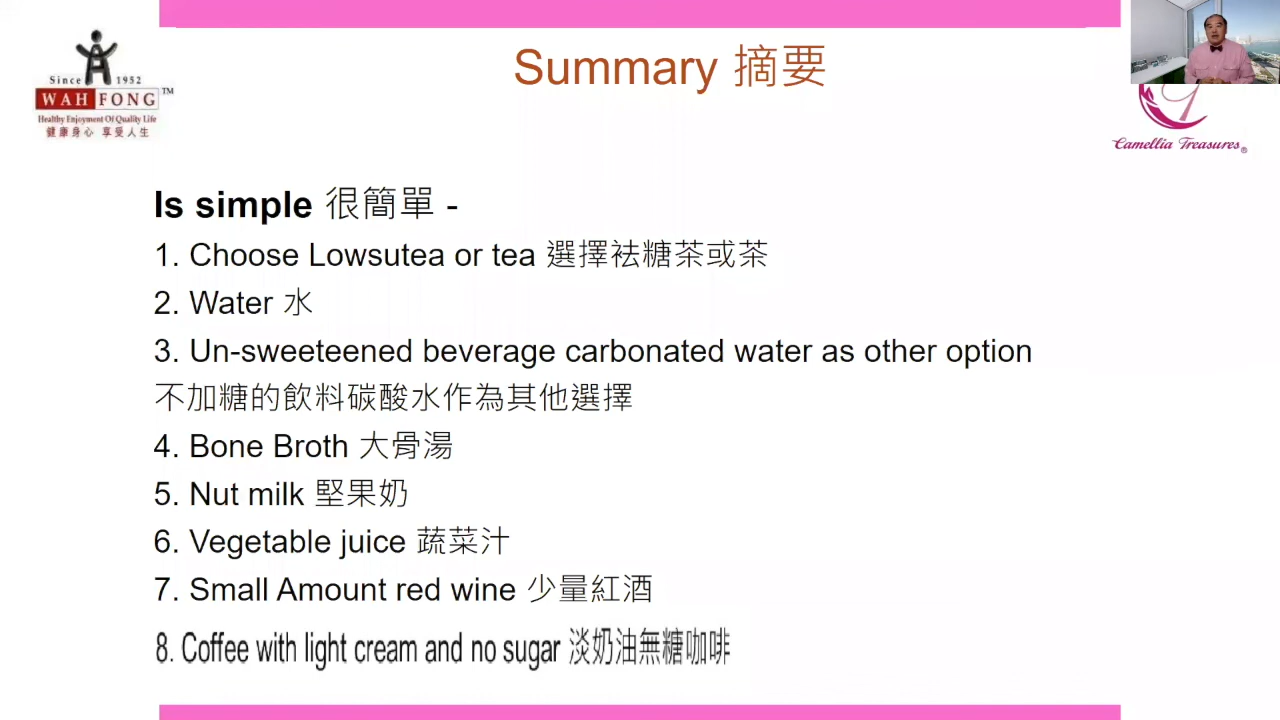 Summary 摘要
Since 1952
WAH FONG TM
Healthy Enjoyment Of Quality Life
健康身心 享受人生
Camellia Treasures®
Is simple 很簡單 -
1. Choose Lowsutea or tea 選擇袪糖茶或茶
2. Water 水
3. Un-sweeteened beverage carbonated water as other option
不加糖的飲料碳酸水作為其他選擇
4. Bone Broth 大骨湯
5. Nut milk 堅果奶
6. Vegetable juice 蔬菜汁
7. Small Amount red wine 少量紅酒
8. Coffee with light cream and no sugar 淡奶油無糖咖啡